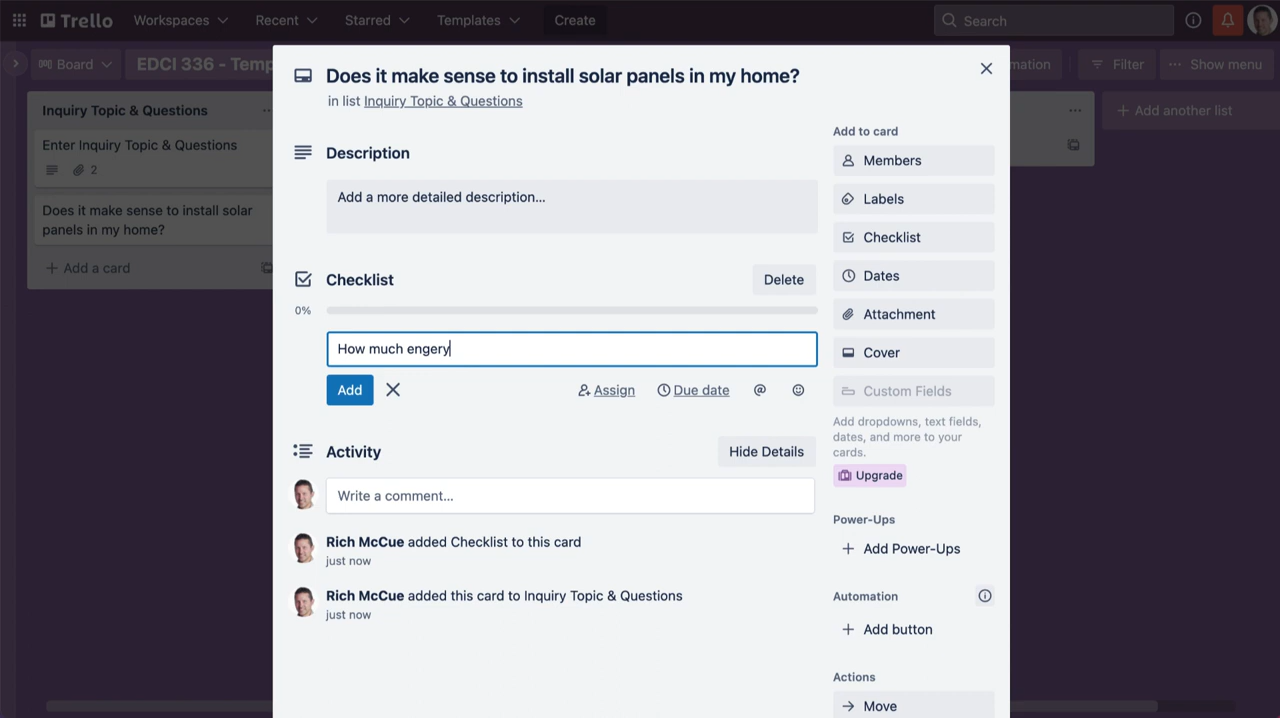 Trello
Workspaces
Recent
Starred
Templates
Create
Search
Board
EDCI 336 - Temp
mation
Filter
Show menu
Inquiry Topic & Questions
Enter Inquiry Topic & Questions
2
Does it make sense to install solar
panels in my home?
+ Add a card
+ Add another list
Does it make sense to install solar panels in my home?
in list Inquiry Topic & Questions
Description
Add a more detailed description...
Checklist
Delete
0%
How much engery
Add
Assign
Due date
@
Activity
Hide Details
Write a comment...
Rich McCue added Checklist to this card
just now
Rich McCue added this card to Inquiry Topic & Questions
just now
Add to card
Members
Labels
Checklist
Dates
Attachment
Cover
Custom Fields
Add dropdowns, text fields,
dates, and more to your
cards.
Upgrade
Power-Ups
+ Add Power-Ups
Automation
+ Add button
Actions
Move